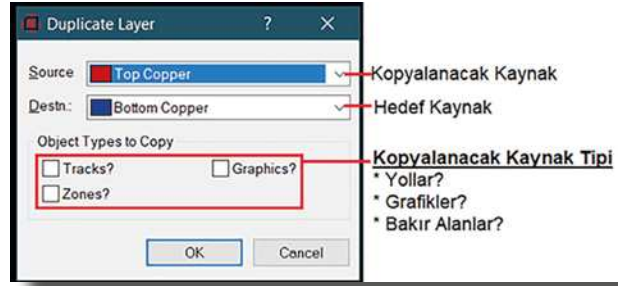 Duplicate Layer ? ×
Source Top Copper
Kopyalanacak Kaynak
Destn.: Bottom Copper
Hedef Kaynak
Object Types to Copy
Tracks? Graphics?
Zones?
Kopyalanacak Kaynak Tipi
* Yollar?
* Grafikler?
* Bakır Alanlar?
OK Cancel